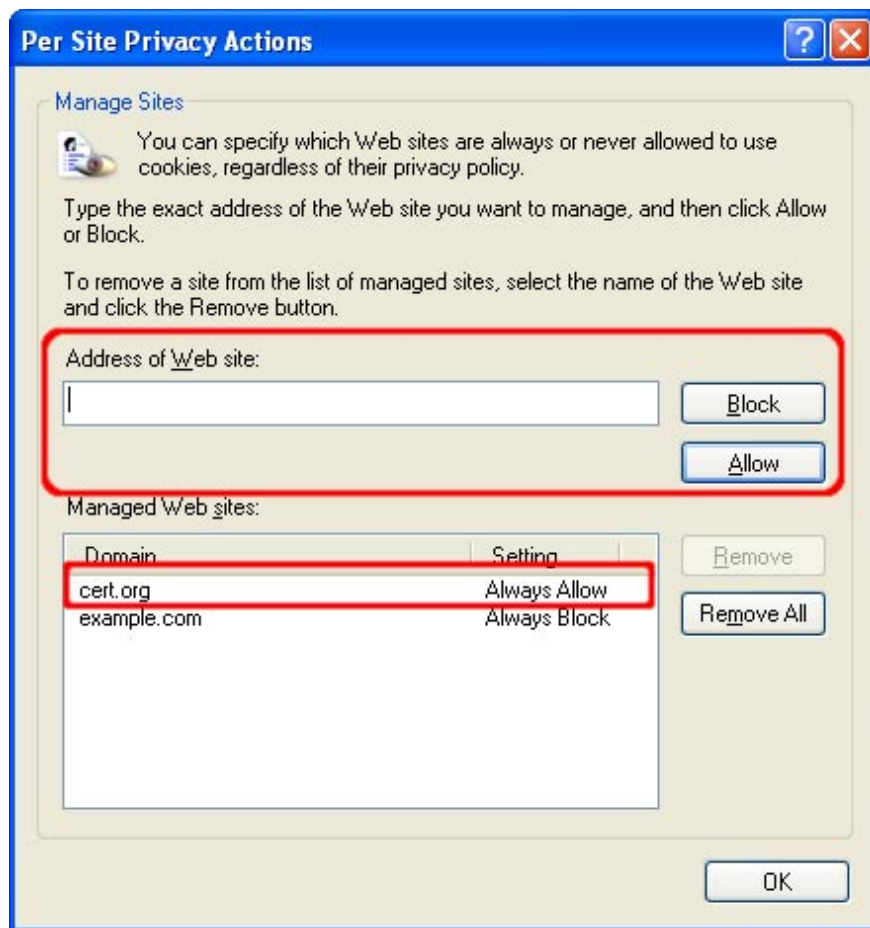 Per Site Privacy Actions
Manage Sites
You can specify which Web sites are always or never allowed to use
cookies, regardless of their privacy policy.
Type the exact address of the Web site you want to manage, and then click Allow
or Block.
To remove a site from the list of managed sites, select the name of the Web site
and click the Remove button.
Address of Web site:
Block
Allow
Managed Web sites:
Domain Setting
Remove
cert.org Always Allow
example.com Always Block
Remove All
OK